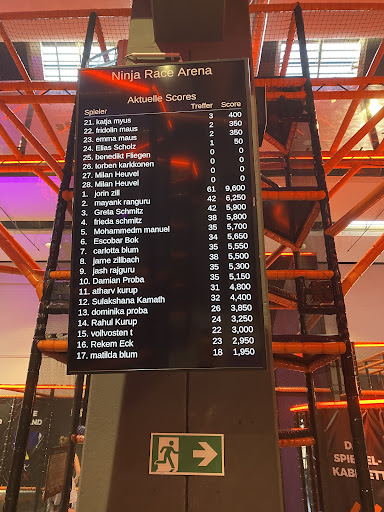 Ninja Race Arena
Aktuelle Scores
Spieler Treffer Score
21. katja myus 3 400
22. fridolin maus 2 350
23. emma maus 2 350
24. Elias Scholz 1 50
25. benedikt Fliegen 0 0
26. torben karkkonen 0 0
27. Milan Heuvel 0 0
28. Milan Heuvel 0 0
1. jorin zill 61 9,600
2. mayank ranguru 42 6,250
3. Greta Schmitz 42 5,900
4. frieda schmitz 38 5,800
5. Mohammedm manuel 35 5,700
6. Escobar Bok 34 5,650
7. carlotta blum 35 5,550
8. jarne zillbach 38 5,500
9. jash rajguru 35 5,300
10. Damian Proba 35 5,150
11. atharv kurup 31 4,800
12. Sulakshana Kamath 32 4,400
13. dominika proba 26 3,850
14. Rahul Kurup 24 3,250
15. vollvosten t 22 3,000
16. Rekem Eck 23 2,950
17. matilda blum 18 1,950
SPIEGEL-
KABINETT